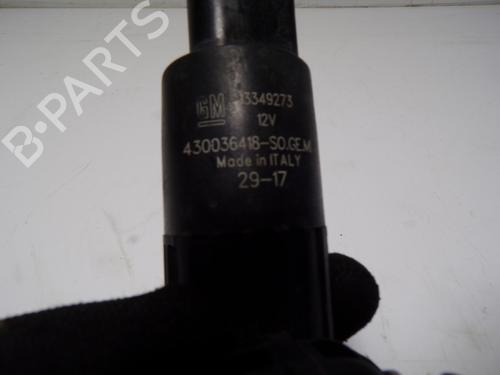 GM 13349273
12V
430036418-SO.GE.M.
Made in ITALY
29-17
B-PARTS